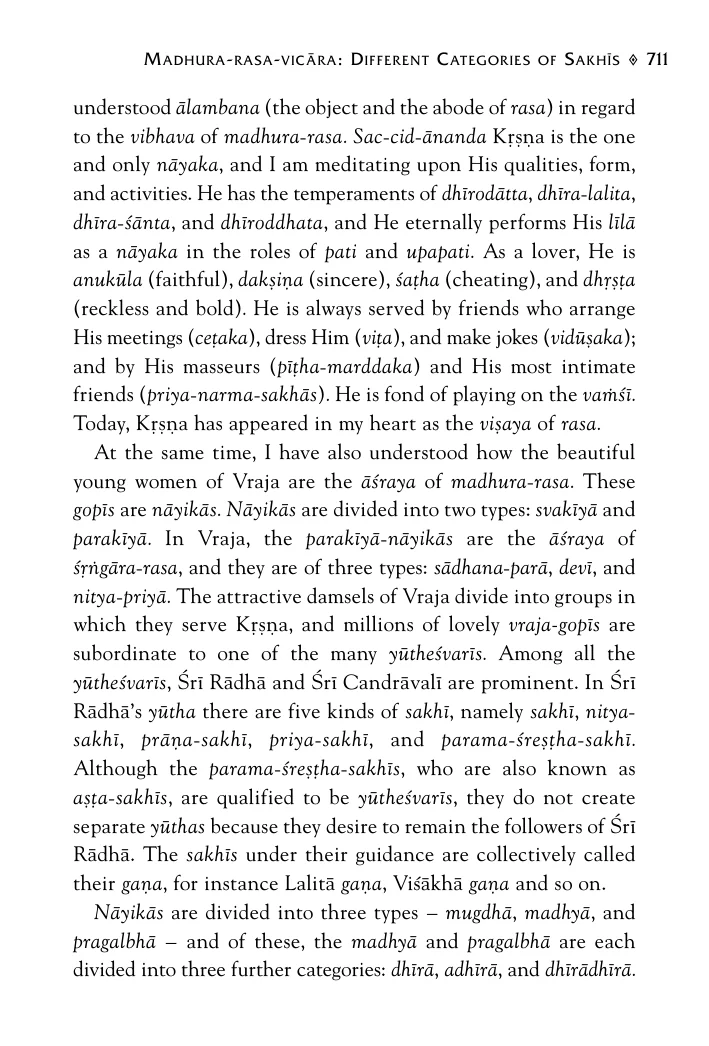 MADHURA-RASA-VICĀRA: DIFFERENT CATEGORIES OF SAKHĪS ◈ 711
understood ālambana (the object and the abode of rasa) in regard
to the vibhava of madhura-rasa. Sac-cid-ānanda Kṛṣṇa is the one
and only nāyaka, and I am meditating upon His qualities, form,
and activities. He has the temperaments of dhīrodātta, dhīra-lalita,
dhīra-śānta, and dhīroddhata, and He eternally performs His līlā
as a nāyaka in the roles of pati and upapati. As a lover, He is
anukūla (faithful), dakṣiṇa (sincere), śaṭha (cheating), and dhṛṣṭa
(reckless and bold). He is always served by friends who arrange
His meetings (ceṭaka), dress Him (viṭa), and make jokes (vidūṣaka);
and by His masseurs (pīṭha-marddaka) and His most intimate
friends (priya-narma-sakhās). He is fond of playing on the vaṁśī.
Today, Kṛṣṇa has appeared in my heart as the viṣaya of rasa.
At the same time, I have also understood how the beautiful
young women of Vraja are the āśraya of madhura-rasa. These
gopīs are nāyikās. Nāyikās are divided into two types: svakīyā and
parakīyā. In Vraja, the parakīyā-nāyikās are the āśraya of
śṛṅgāra-rasa, and they are of three types: sādhana-parā, devī, and
nitya-priyā. The attractive damsels of Vraja divide into groups in
which they serve Kṛṣṇa, and millions of lovely vraja-gopīs are
subordinate to one of the many yūtheśvarīs. Among all the
yūtheśvarīs, Śrī Rādhā and Śrī Candrāvalī are prominent. In Śrī
Rādhā's yūtha there are five kinds of sakhī, namely sakhī, nitya-
sakhī, prāṇa-sakhī, priya-sakhī, and parama-śreṣṭha-sakhī.
Although the parama-śreṣṭha-sakhīs, who are also known as
aṣṭa-sakhīs, are qualified to be yūtheśvarīs, they do not create
separate yūthas because they desire to remain the followers of Śrī
Rādhā. The sakhīs under their guidance are collectively called
their gaṇa, for instance Lalitā gaṇa, Viśākhā gaṇa and so on.
Nāyikās are divided into three types – mugdhā, madhyā, and
pragalbhā – and of these, the madhyā and pragalbhā are each
divided into three further categories: dhīrā, adhīrā, and dhīrādhīrā.